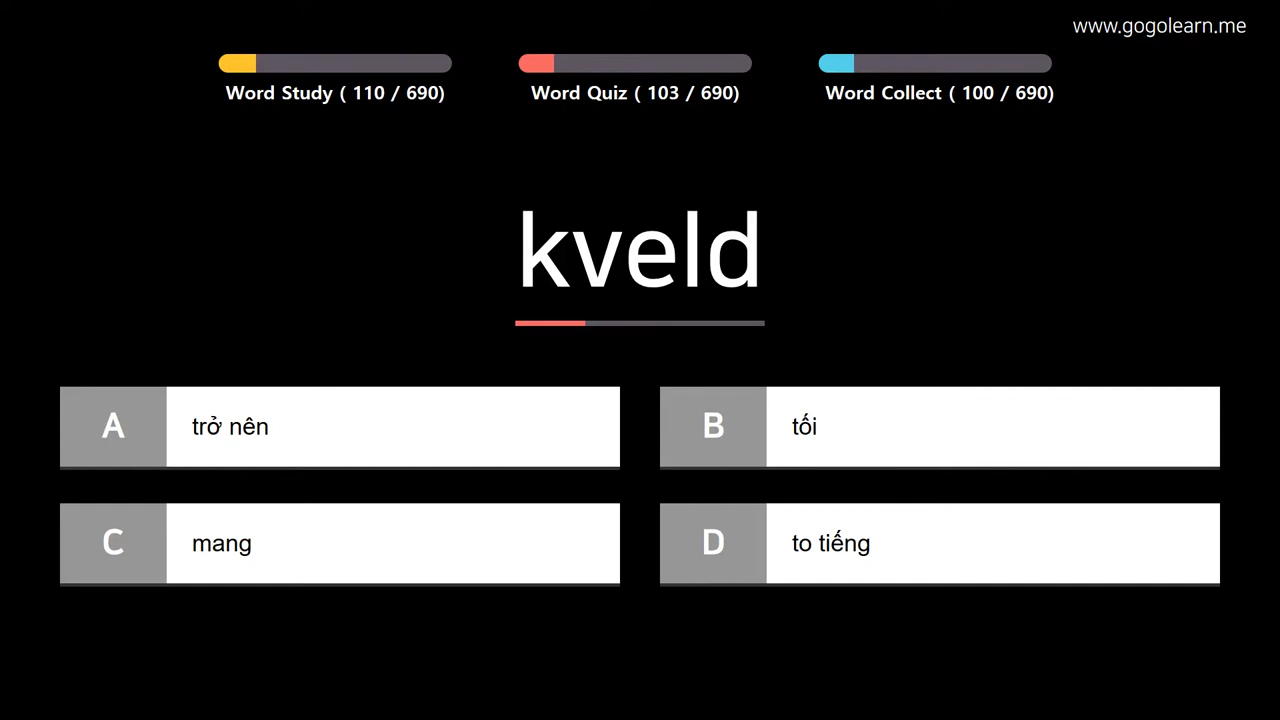 www.gogolearn.me
Word Study ( 110 / 690)
Word Quiz ( 103 / 690)
Word Collect ( 100 / 690)
kveld
A trở nên
B tối
C mang
D to tiếng